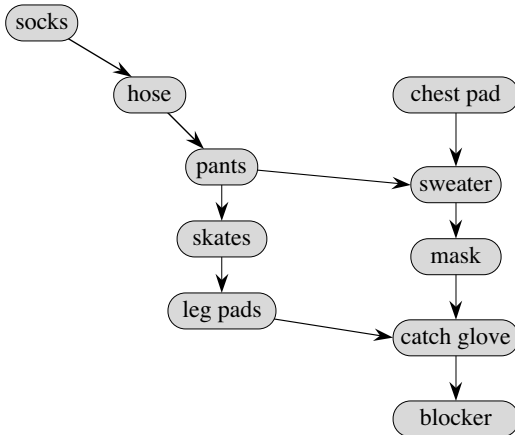 socks
hose
chest pad
pants
sweater
skates
mask
leg pads
catch glove
blocker